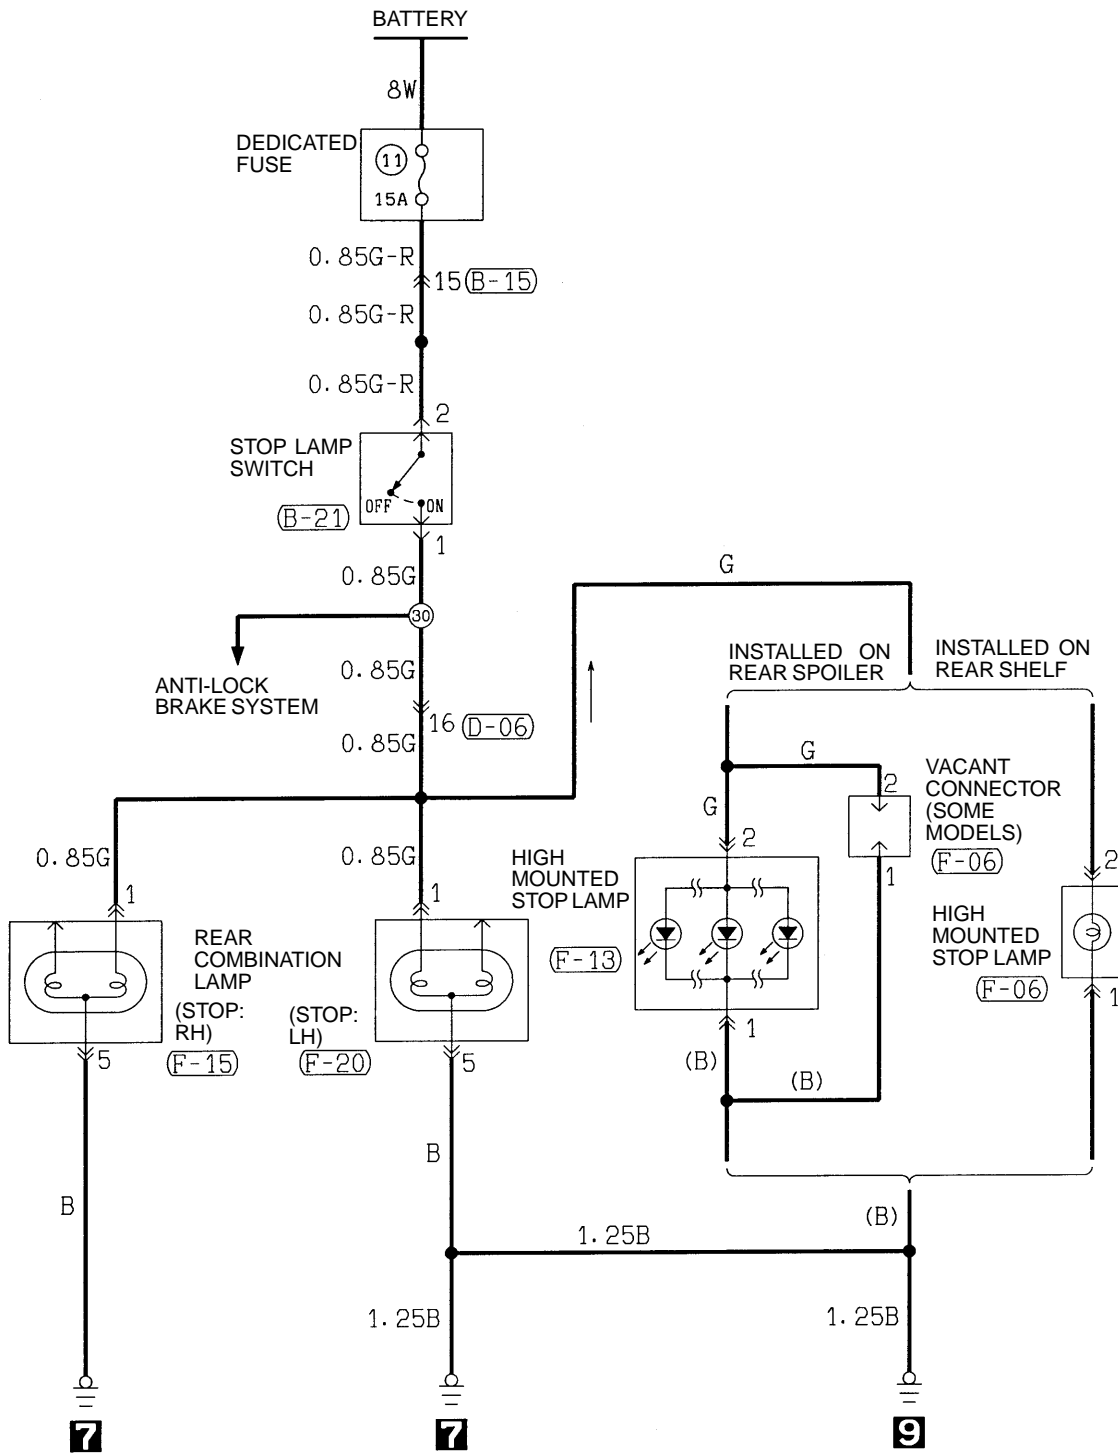 BATTERY
8W
DEDICATED
FUSE
11
15A
0.85G-R
15 B-15
0.85G-R
0.85G-R
2
STOP LAMP
SWITCH
OFF ON
B-21
1
0.85G
30
ANTI-LOCK
BRAKE SYSTEM
0.85G
16 D-06
0.85G
G
INSTALLED ON
REAR SPOILER
INSTALLED ON
REAR SHELF
G
2
VACANT
CONNECTOR
(SOME
MODELS)
F-06
1
G
2
HIGH
MOUNTED
STOP LAMP
F-13
1
(B)
(B)
2
HIGH
MOUNTED
STOP LAMP
F-06
1
0.85G
1
REAR
COMBINATION
LAMP
(STOP:
RH)
F-15
5
0.85G
1
(STOP:
LH)
F-20
5
B
B
(B)
1.25B
1.25B
1.25B
7
7
9